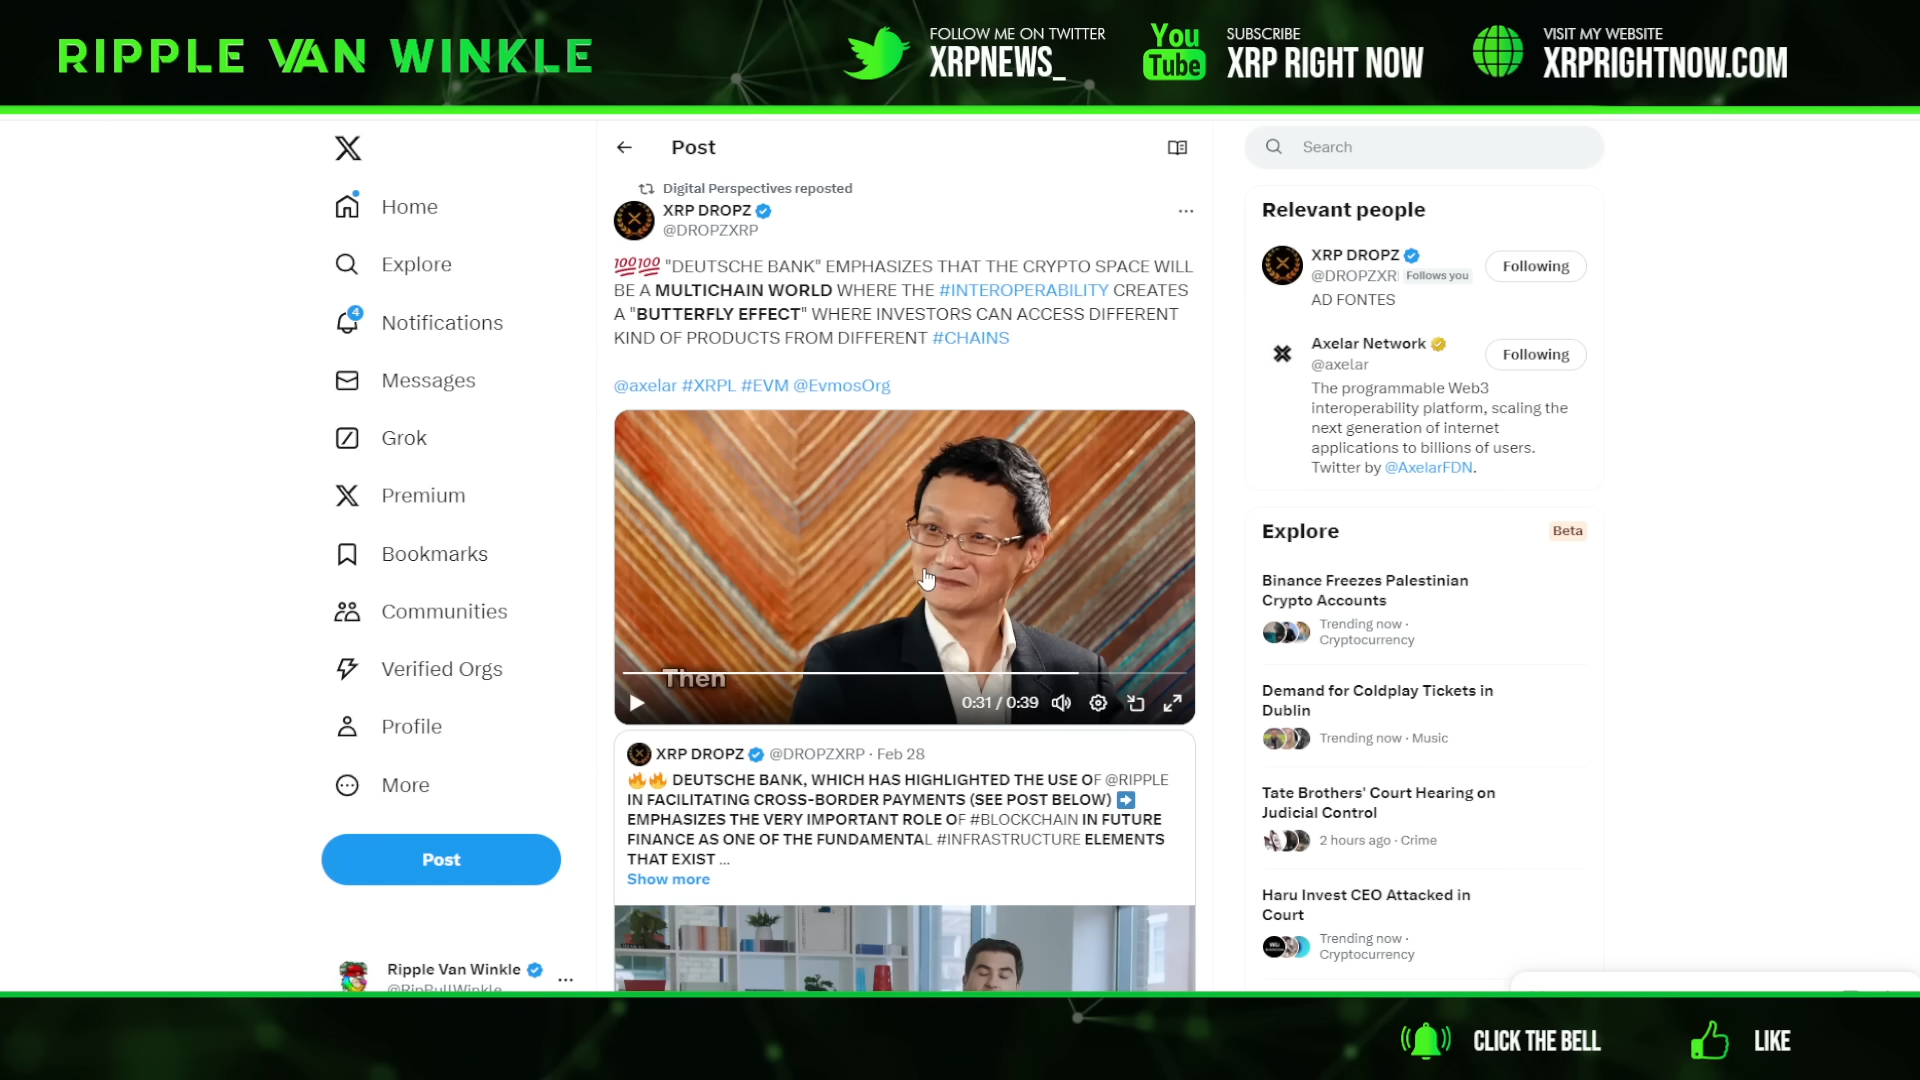 RIPPLE VAN WINKLE
FOLLOW ME ON TWITTER
XRPNEWS_
You
Tube
SUBSCRIBE
XRP RIGHT NOW
VISIT MY WEBSITE
XRPRIGHTNOW.COM
Home
Explore
4
Notifications
Messages
Grok
Premium
Bookmarks
Communities
Verified Orgs
Profile
More
Post
Ripple Van Winkle
@RipBullWinkle
Post
Digital Perspectives reposted
XRP DROPZ
@DROPZXRP
💯💯 "DEUTSCHE BANK" EMPHASIZES THAT THE CRYPTO SPACE WILL
BE A MULTICHAIN WORLD WHERE THE #INTEROPERABILITY CREATES
A "BUTTERFLY EFFECT" WHERE INVESTORS CAN ACCESS DIFFERENT
KIND OF PRODUCTS FROM DIFFERENT #CHAINS
@axelar #XRPL #EVM @EvmosOrg
Then
0:31 / 0:39
XRP DROPZ @DROPZXRP · Feb 28
🔥🔥 DEUTSCHE BANK, WHICH HAS HIGHLIGHTED THE USE OF @RIPPLE
IN FACILITATING CROSS-BORDER PAYMENTS (SEE POST BELOW) ➡️
EMPHASIZES THE VERY IMPORTANT ROLE OF #BLOCKCHAIN IN FUTURE
FINANCE AS ONE OF THE FUNDAMENTAL #INFRASTRUCTURE ELEMENTS
THAT EXIST ...
Show more
Search
Relevant people
XRP DROPZ
@DROPZXR Follows you
Following
AD FONTES
Axelar Network
@axelar
Following
The programmable Web3
interoperability platform, scaling the
next generation of internet
applications to billions of users.
Twitter by @AxelarFDN.
Explore
Beta
Binance Freezes Palestinian
Crypto Accounts
Trending now ·
Cryptocurrency
Demand for Coldplay Tickets in
Dublin
Trending now · Music
Tate Brothers' Court Hearing on
Judicial Control
2 hours ago · Crime
Haru Invest CEO Attacked in
Court
Trending now ·
Cryptocurrency
CLICK THE BELL
LIKE